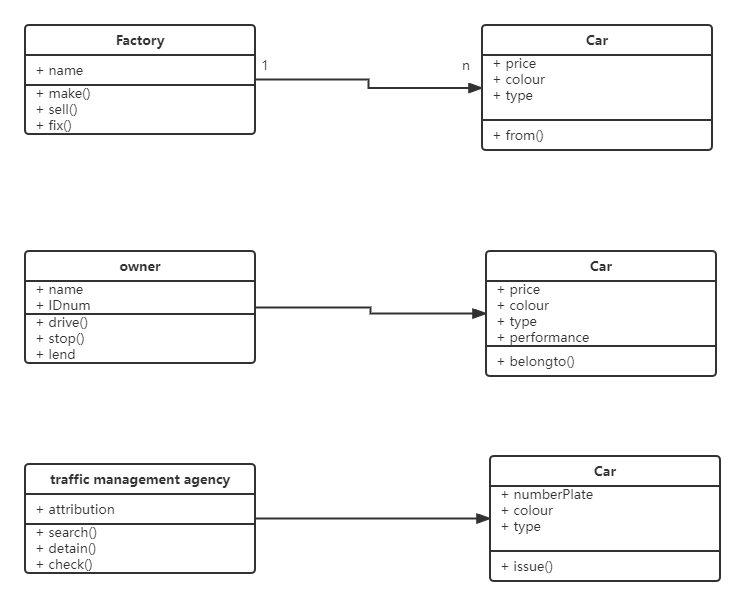 Factory
+ name
+ make()
+ sell()
+ fix()
1
n
Car
+ price
+ colour
+ type
+ from()
owner
+ name
+ IDnum
+ drive()
+ stop()
+ lend
Car
+ price
+ colour
+ type
+ performance
+ belongto()
traffic management agency
+ attribution
+ search()
+ detain()
+ check()
Car
+ numberPlate
+ colour
+ type
+ issue()